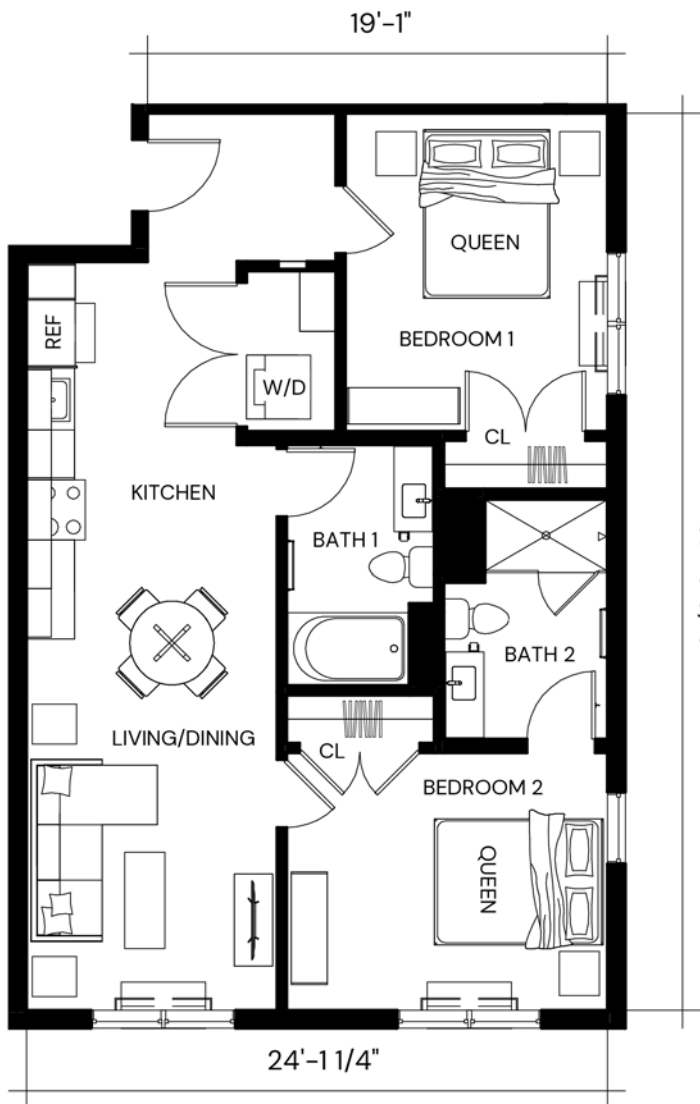 19'-1"
QUEEN
BEDROOM 1
REF
W/D
CL
KITCHEN
BATH 1
BATH 2
LIVING/DINING
CL
BEDROOM 2
QUEEN
24'-1 1/4"